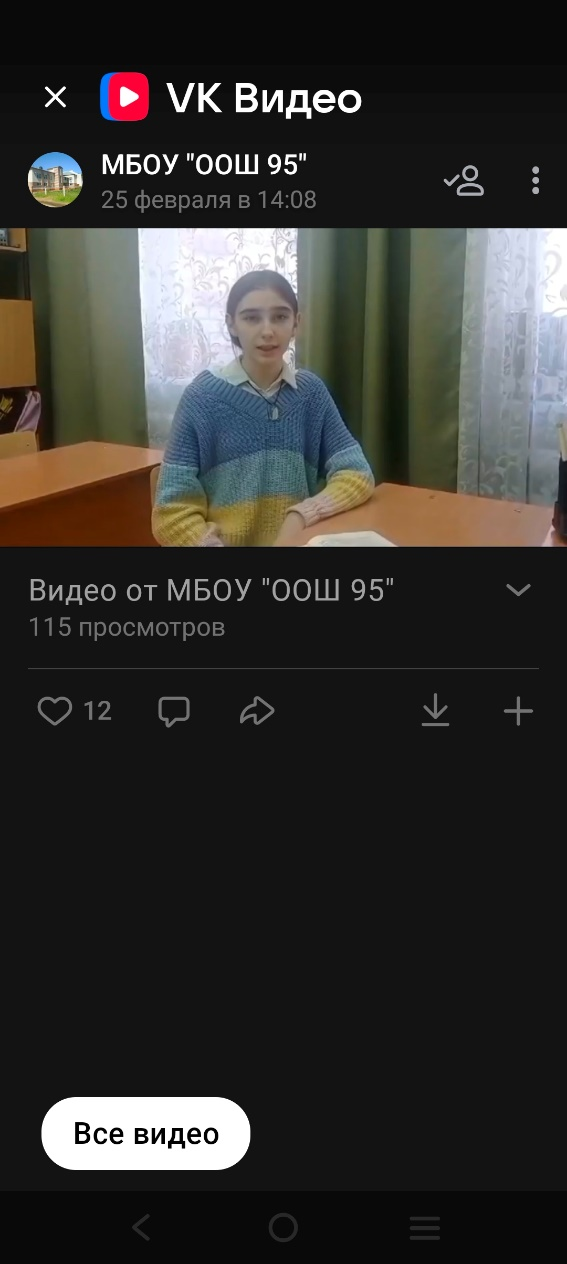 VK Видео
МБОУ "ООШ 95"
25 февраля в 14:08
Видео от МБОУ "ООШ 95"
115 просмотров
12
Все видео